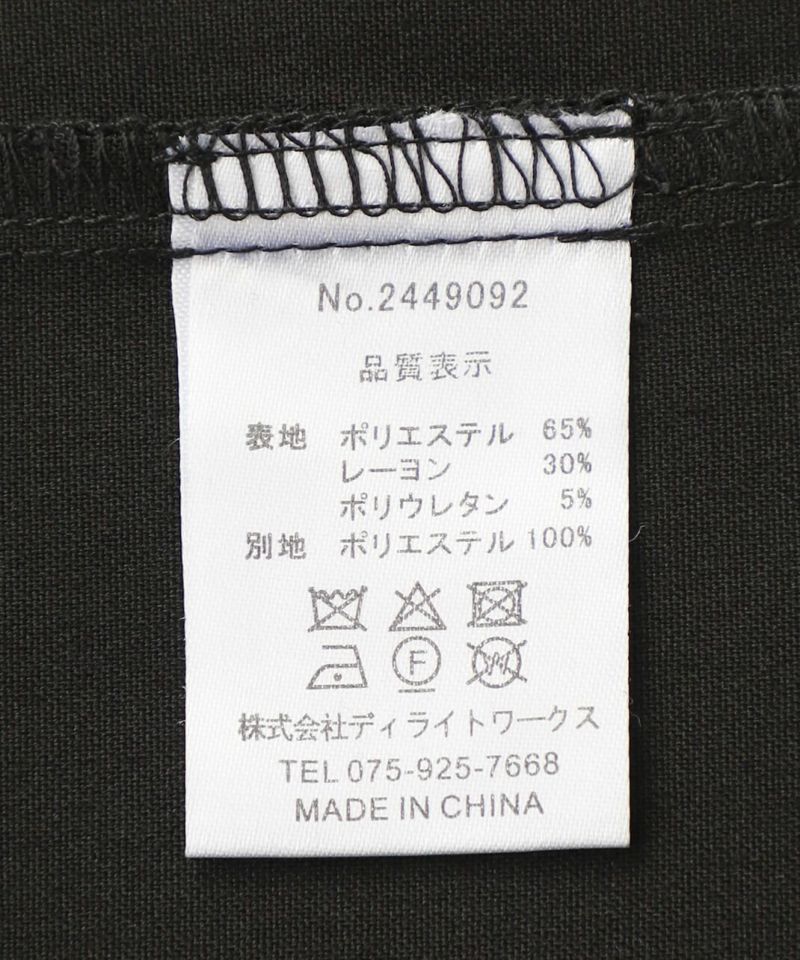 No.2449092
品質表示
表地 ポリエステル 65%
レーヨン 30%
ポリウレタン 5%
別地 ポリエステル 100%
F
W
株式会社ディライトワークス
TEL 075-925-7668
MADE IN CHINA